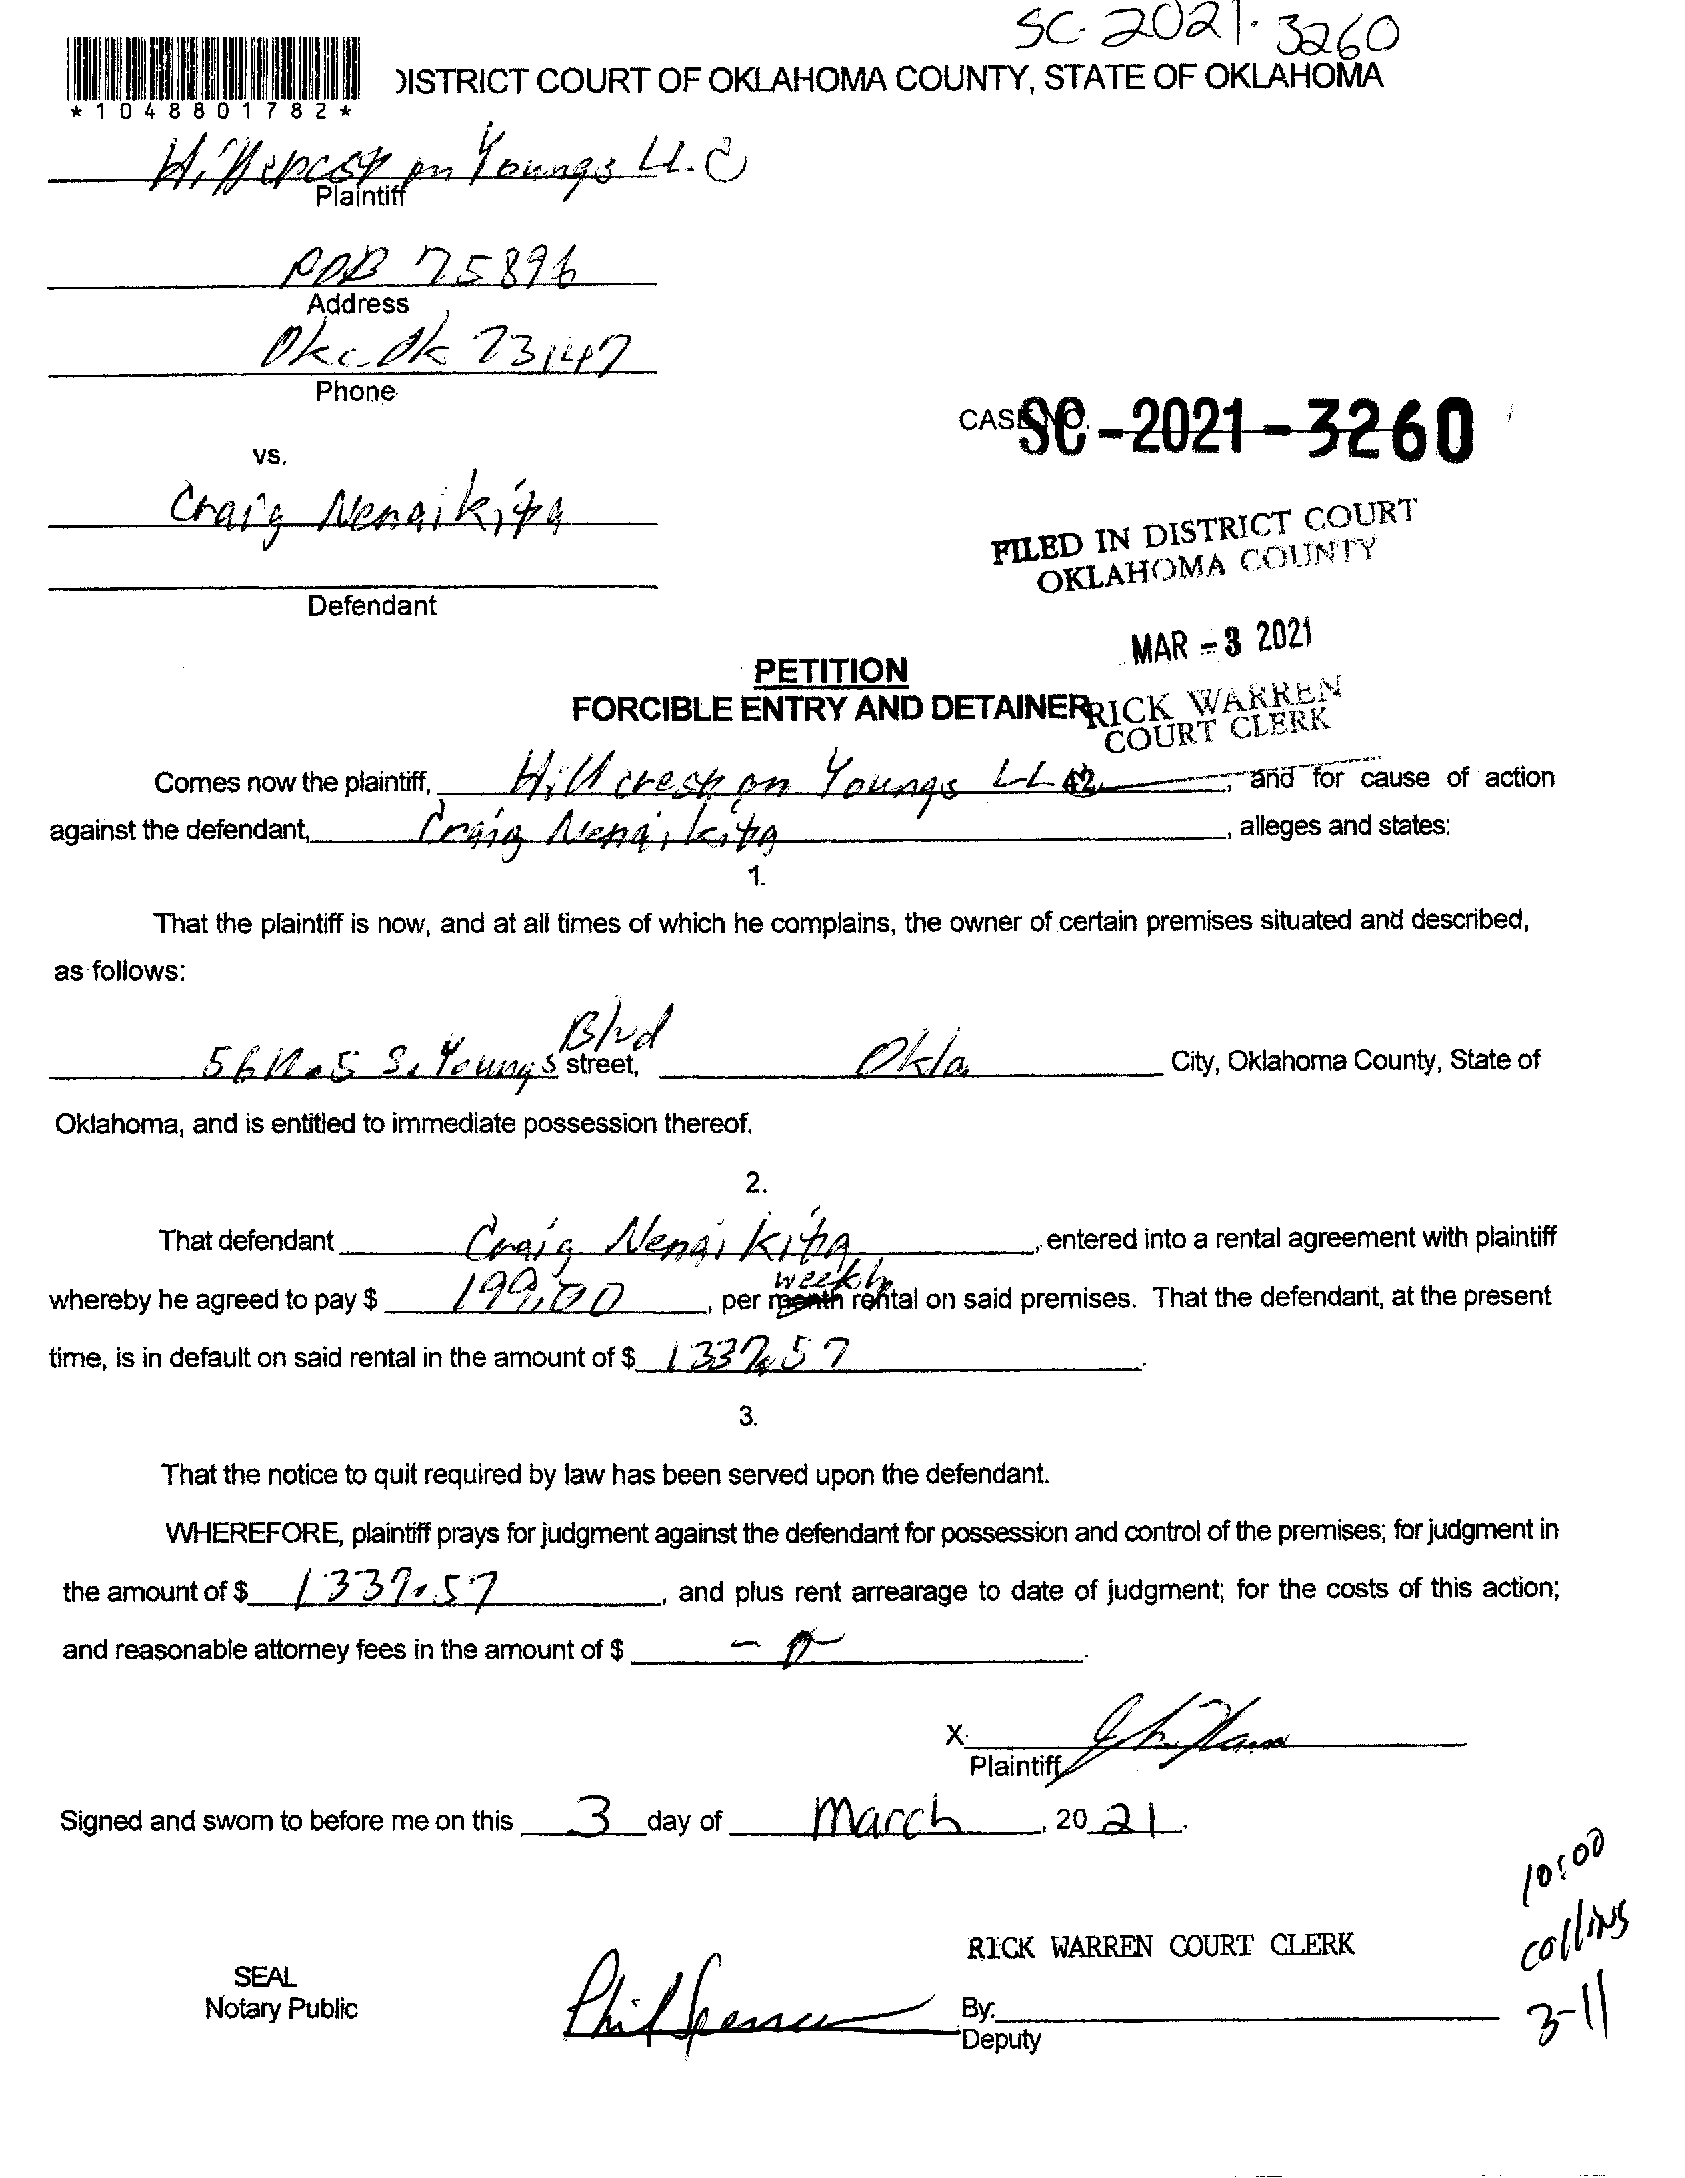 SC-2021-3260
DISTRICT COURT OF OKLAHOMA COUNTY, STATE OF OKLAHOMA
*1048801782*
Hillcrest on Youngs LLC
Plaintiff
POB 75896
Address
Okc Ok 73147
Phone
CASE NO. SC-2021-3260
vs.
Craig Nenaikita
FILED IN DISTRICT COURT
OKLAHOMA COUNTY
Defendant
MAR -3 2021
PETITION
FORCIBLE ENTRY AND DETAINER
RICK WARREN
COURT CLERK
Comes now the plaintiff, Hillcrest on Youngs LLC, and for cause of action
against the defendant, Craig Nenaikita, alleges and states:
1.
That the plaintiff is now, and at all times of which he complains, the owner of certain premises situated and described,
as follows:
S. Youngs Blvd street, Okla City, Oklahoma County, State of
Oklahoma, and is entitled to immediate possession thereof.
2.
That defendant Craig Nenaikita, entered into a rental agreement with plaintiff
whereby he agreed to pay $ 199.00, per month weekly rental on said premises. That the defendant, at the present
time, is in default on said rental in the amount of $ 1337.57.
3.
That the notice to quit required by law has been served upon the defendant.
WHEREFORE, plaintiff prays for judgment against the defendant for possession and control of the premises; for judgment in
the amount of $ 1337.57, and plus rent arrearage to date of judgment; for the costs of this action;
and reasonable attorney fees in the amount of $
X
Plaintiff
Signed and sworn to before me on this 3 day of March, 2021.
10:00
Collins
3-11
RICK WARREN COURT CLERK
SEAL
Notary Public
Phil Spencer
By:
Deputy